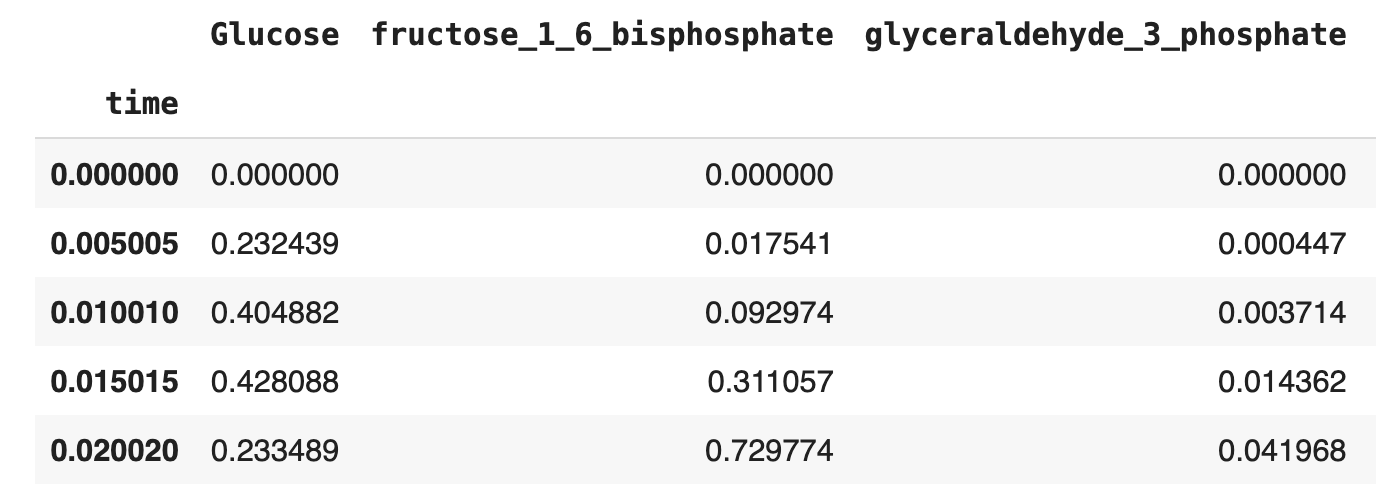 Glucose fructose_1_6_bisphosphate glyceraldehyde_3_phosphate
time
0.000000 0.000000 0.000000 0.000000
0.005005 0.232439 0.017541 0.000447
0.010010 0.404882 0.092974 0.003714
0.015015 0.428088 0.311057 0.014362
0.020020 0.233489 0.729774 0.041968